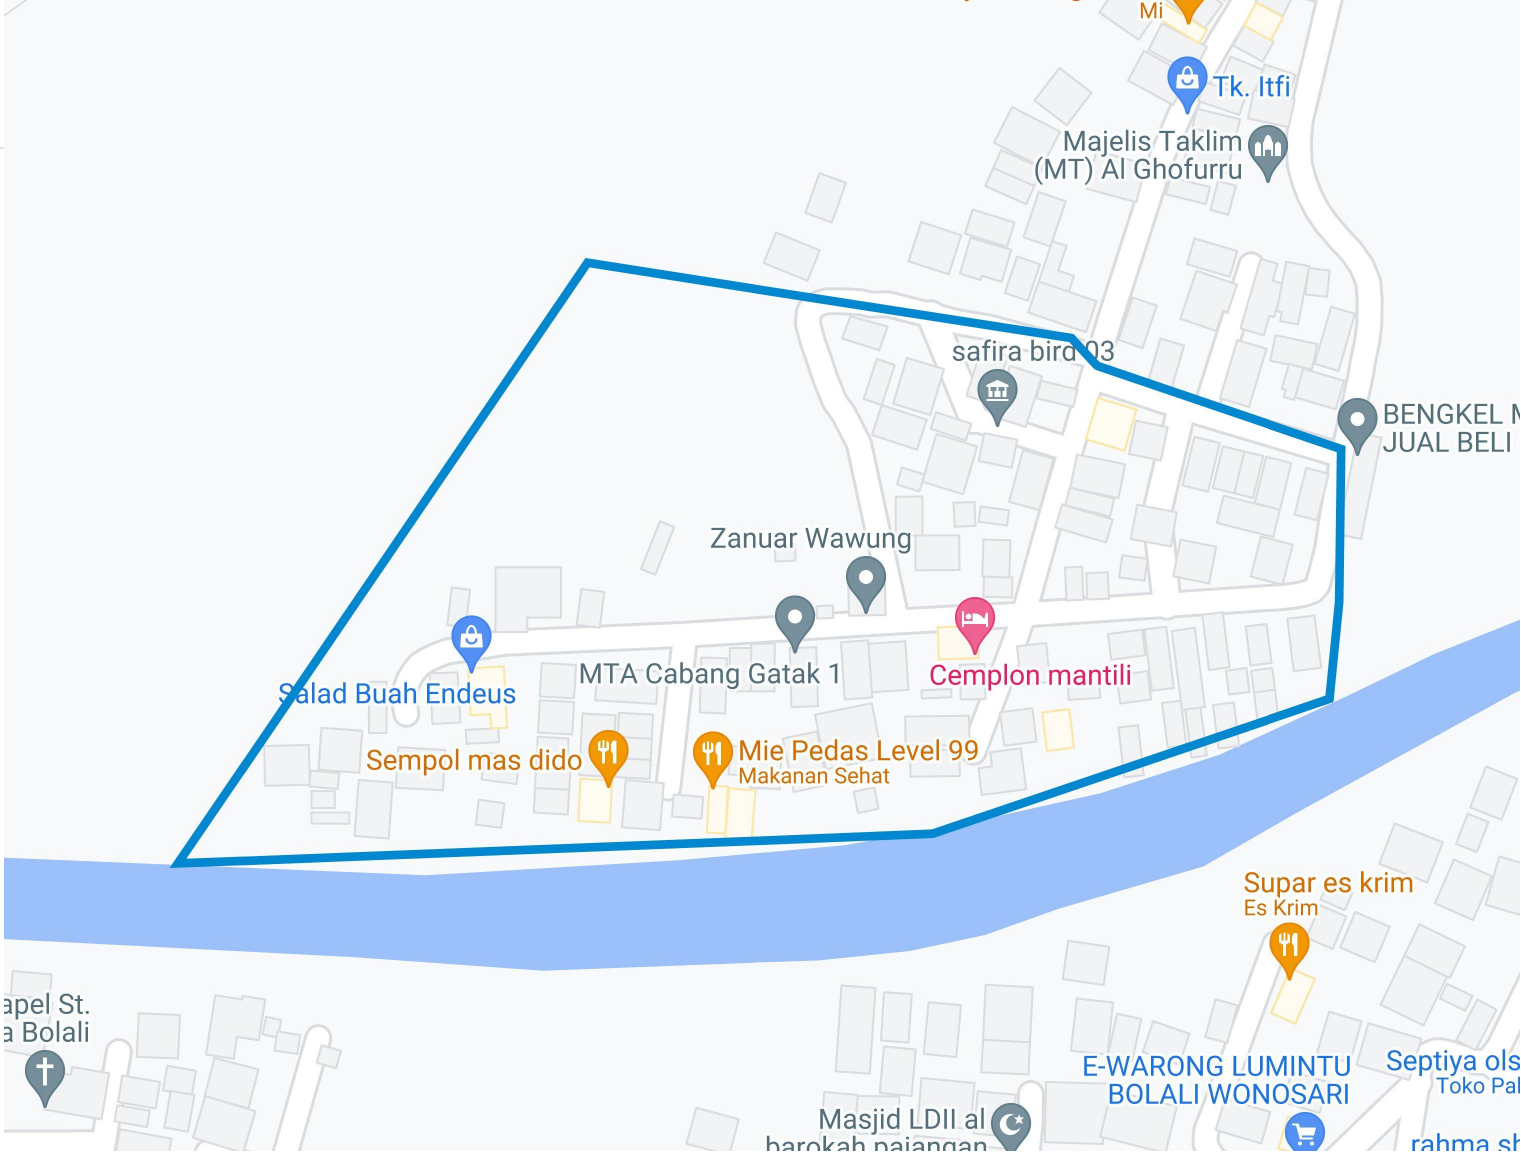 Mi
Tk. Itfi
Majelis Taklim
(MT) Al Ghofurru
safira bird 03
BENGKEL M
JUAL BELI
Zanuar Wawung
MTA Cabang Gatak 1
Cemplon mantili
Salad Buah Endeus
Sempol mas dido
Mie Pedas Level 99
Makanan Sehat
Supar es krim
Es Krim
apel St.
a Bolali
E-WARONG LUMINTU
BOLALI WONOSARI
Septiya ols
Toko Pal
Masjid LDII al
barokah pajangan
rahma sh